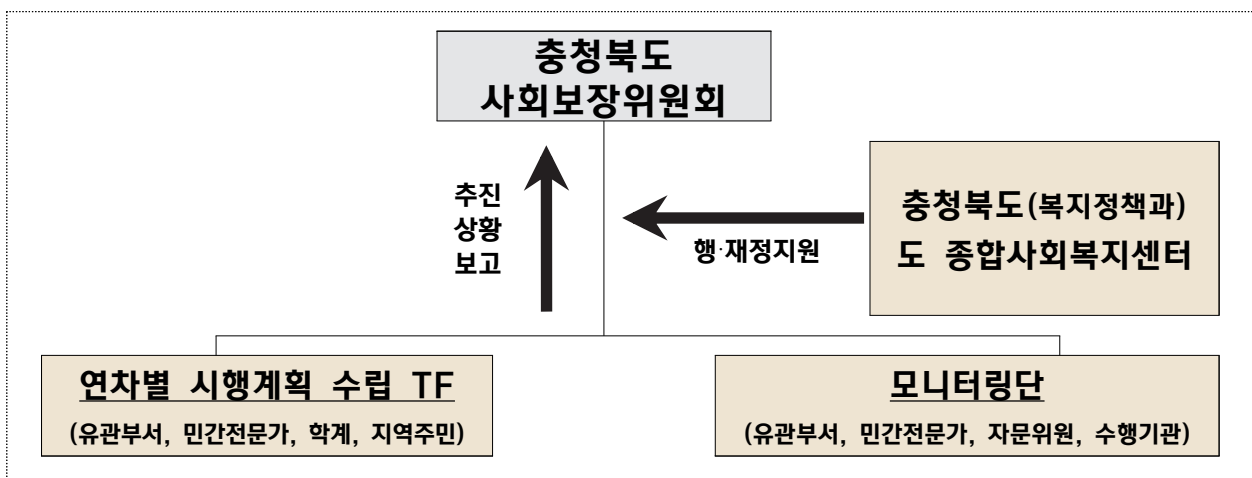 충청북도
사회보장위원회
추진
상황
보고
충청북도(복지정책과)
도 종합사회복지센터
행·재정지원
연차별 시행계획 수립 TF
(유관부서, 민간전문가, 학계, 지역주민)
모니터링단
(유관부서, 민간전문가, 자문위원, 수행기관)